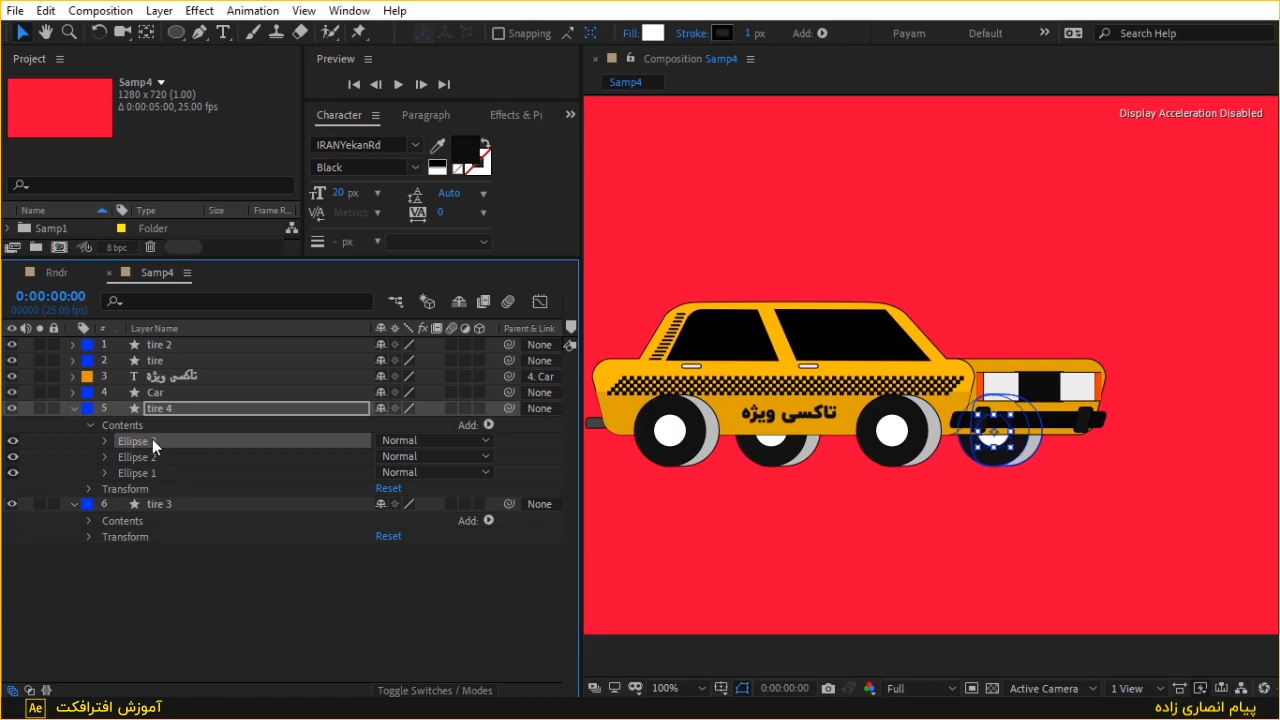 File Edit Composition Layer Effect Animation View Window Help
Snapping Fill: Stroke: 1 px Add: Payam Default Search Help
Project
Samp4
1280 x 720 (1.00)
Δ 0:00:05:00, 25.00 fps
Name Type Size Frame R...
Samp1 Folder
8 bpc
Preview
Character Paragraph Effects & Pı
IRANYekanRd
Black
20 px Auto
Metrics 0
- px
Composition Samp4
Samp4
Display Acceleration Disabled
تاکسی ویژه
Rndr Samp4
0:00:00:00
00000 (25.00 fps)
# Layer Name Parent & Link
1 tire 2 None
2 tire None
3 T تاکسی ویژه 4. Car
4 Car None
5 tire 4 None
Contents Add:
Ellipse Normal
Ellipse 2 Normal
Ellipse 1 Normal
Transform Reset
6 tire 3 None
Contents Add:
Transform Reset
Toggle Switches / Modes
100% 0:00:00:00 Full Active Camera 1 View
Ae آموزش افترافکت
پیام انصاری زاده